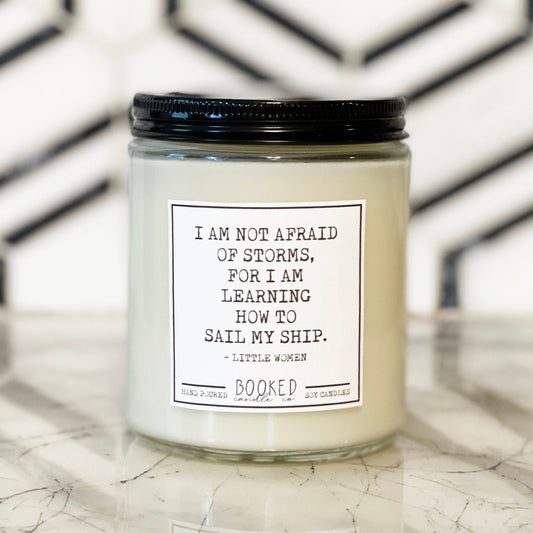 I AM NOT AFRAID
OF STORMS,
FOR I AM
LEARNING
HOW TO
SAIL MY SHIP.
- LITTLE WOMEN
BOOKED
HAND POURED candle co SOY CANDLES